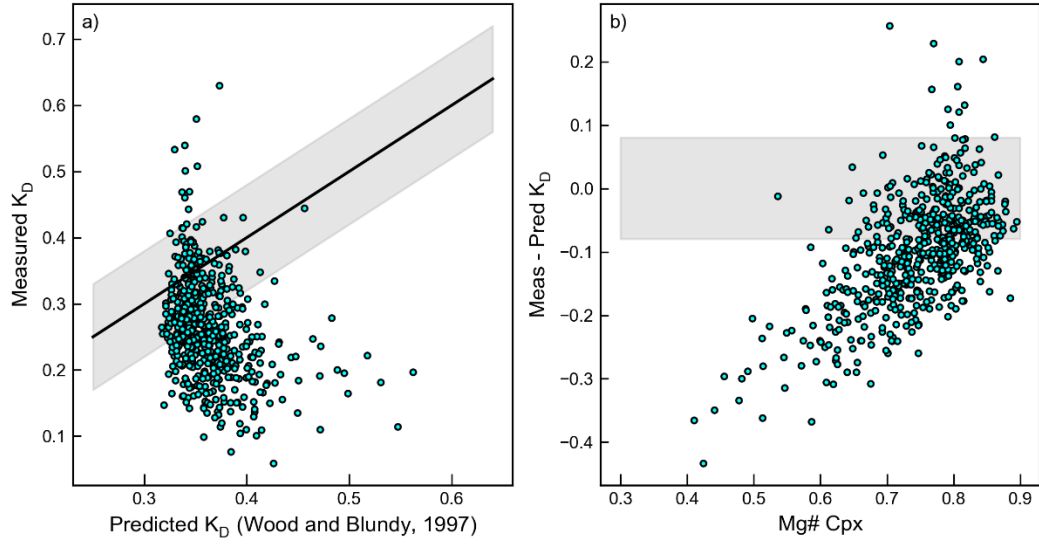 a)
0.7
0.6
0.5
0.4
0.3
0.2
0.1
Measured K_D
0.3 0.4 0.5 0.6
Predicted K_D (Wood and Blundy, 1997)
b)
0.2
0.1
0.0
−0.1
−0.2
−0.3
−0.4
Meas - Pred K_D
0.3 0.4 0.5 0.6 0.7 0.8 0.9
Mg# Cpx